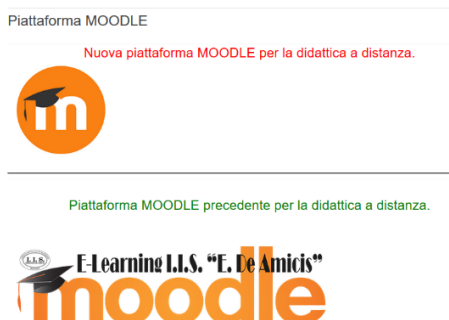 Piattaforma MOODLE
Nuova piattaforma MOODLE per la didattica a distanza.
m
Piattaforma MOODLE precedente per la didattica a distanza.
I.I.S.
E-Learning I.I.S. “E. De Amicis”
moodle